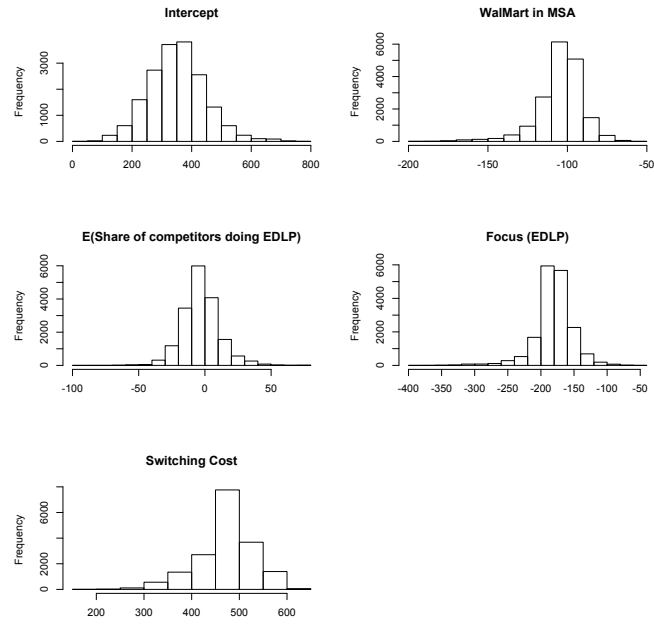 Intercept
Frequency
0 1000 3000
0 200 400 600 800
WalMart in MSA
Frequency
0 2000 4000 6000
-200 -150 -100 -50
E(Share of competitors doing EDLP)
Frequency
0 2000 4000 6000
-100 -50 0 50
Focus (EDLP)
Frequency
0 2000 4000 6000
-400 -350 -300 -250 -200 -150 -100 -50
Switching Cost
Frequency
0 2000 6000
200 300 400 500 600